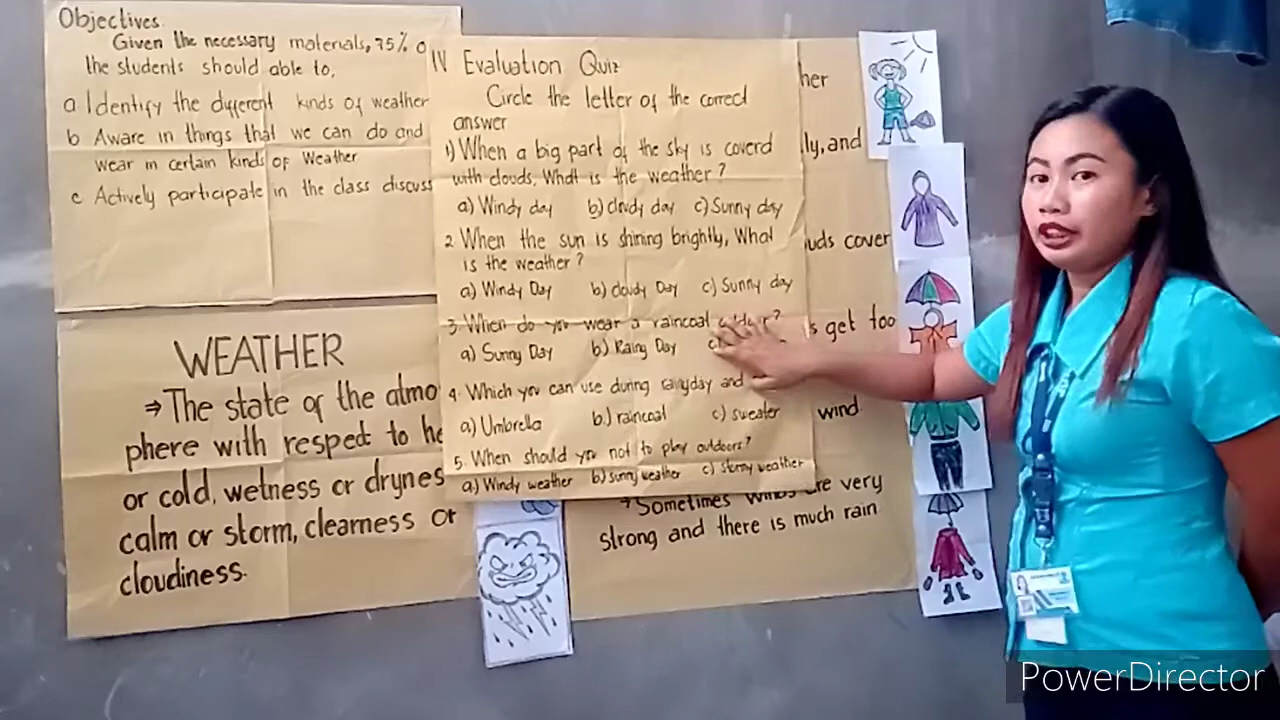 Objectives.
Given the necessary materials, 75% o
the students should able to,
a Identify the different kinds of weather
b Aware in things that we can do and
wear in certain kinds of Weather
c Actively participate in the class discuss
WEATHER
⇒ The state of the atmo
phere with respect to he
or cold, wetness or drynes
calm or storm, clearness or
cloudiness.
IV Evaluation Quiz
Circle the letter of the correct
answer
1) When a big part of the sky is coverd
with clouds, What is the weather?
a) Windy day b) cloudy day c) Sunny day
2 When the sun is shining brightly, What
is the weather?
a) Windy Day b) cloudy Day c) Sunny day
3. When do you wear a raincoat
a) Sunny Day b) Rainy Day
4. Which you can use during rainyday and
a) Umbrella b.) raincoat c) sweater
5. When should you not to play outdoors?
a) Windy weather b) sunny weather c) stormy weather
her
ly, and
uds cover
s get too
wind.
→ Sometimes winds are very
strong and there is much rain
PowerDirector